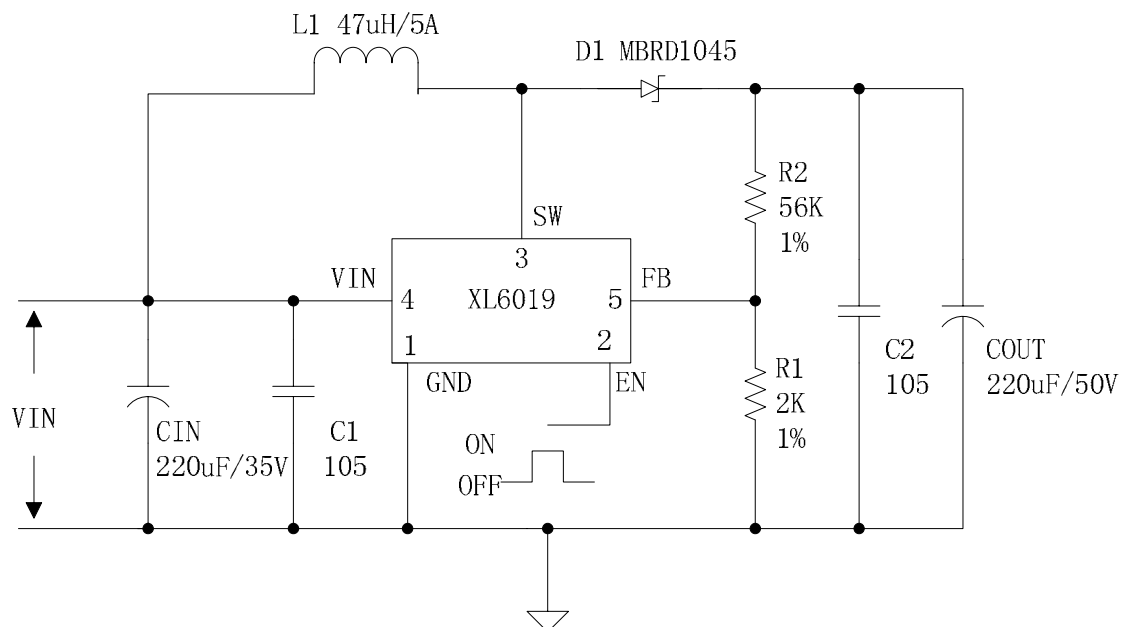 L1 47uH/5A
D1 MBRD1045
R2
56K
1%
SW
3
VIN
4
XL6019
5
FB
1
2
GND
EN
VIN
CIN
220uF/35V
C1
105
ON
OFF
R1
2K
1%
C2
105
COUT
220uF/50V